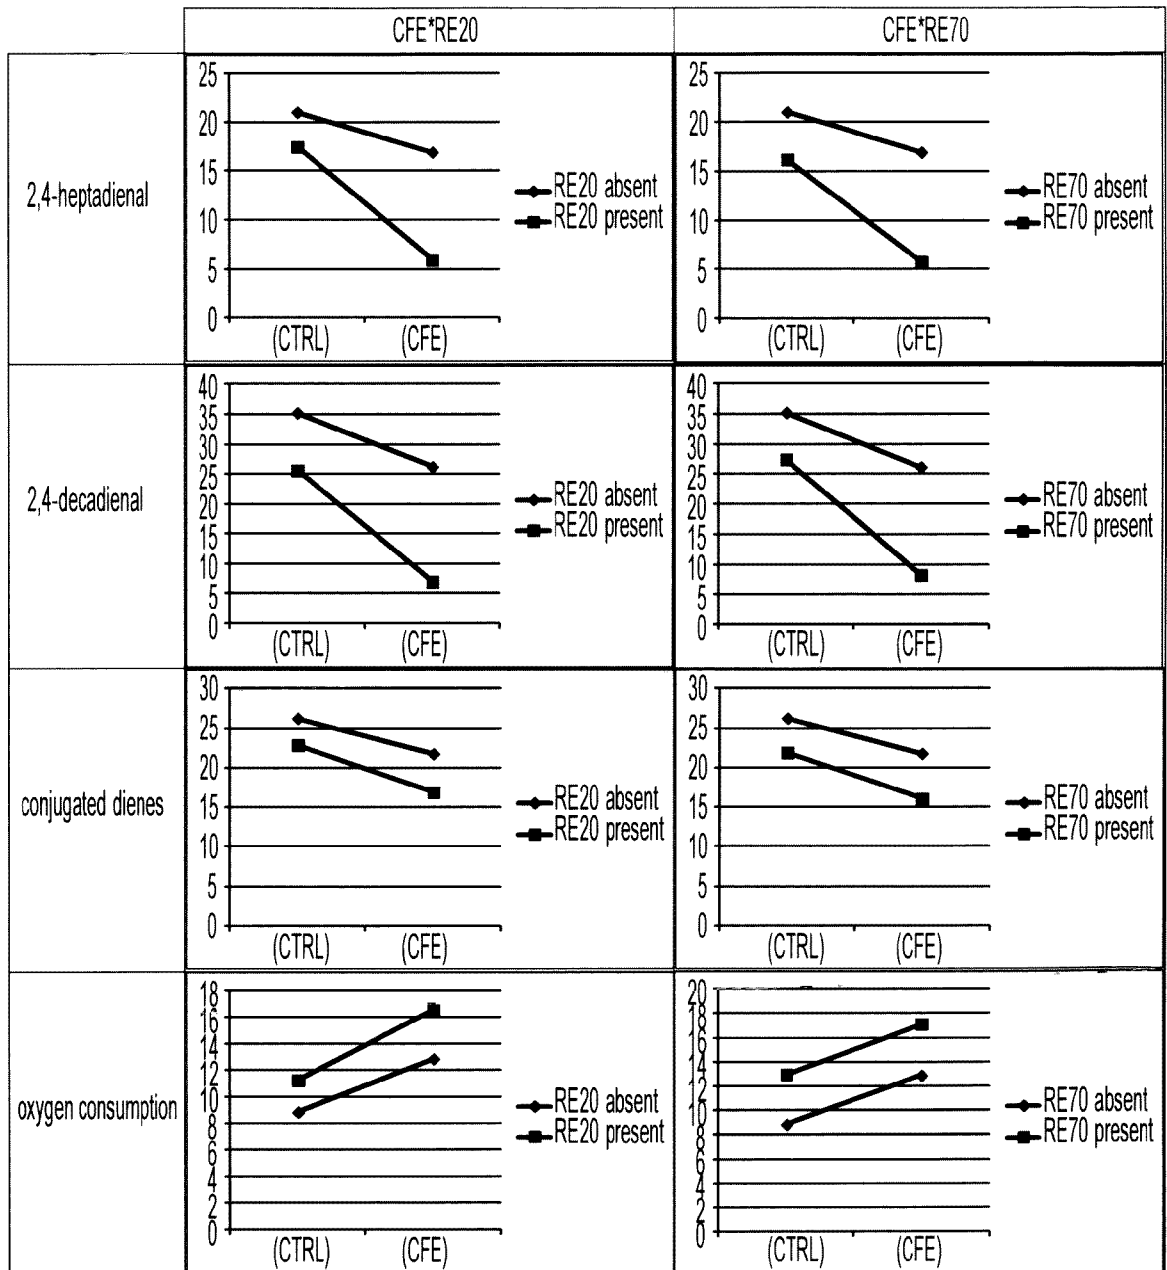 CFE*RE20
CFE*RE70
2,4-heptadienal
25
20
15
10
5
0
(CTRL) (CFE)
RE20 absent
RE20 present
25
20
15
10
5
0
(CTRL) (CFE)
RE70 absent
RE70 present
2,4-decadienal
40
35
30
25
20
15
10
5
0
(CTRL) (CFE)
RE20 absent
RE20 present
40
35
30
25
20
15
10
5
0
(CTRL) (CFE)
RE70 absent
RE70 present
conjugated dienes
30
25
20
15
10
5
0
(CTRL) (CFE)
RE20 absent
RE20 present
30
25
20
15
10
5
0
(CTRL) (CFE)
RE70 absent
RE70 present
oxygen consumption
18
16
14
12
10
8
6
4
2
0
(CTRL) (CFE)
RE20 absent
RE20 present
20
18
16
14
12
10
8
6
4
2
0
(CTRL) (CFE)
RE70 absent
RE70 present